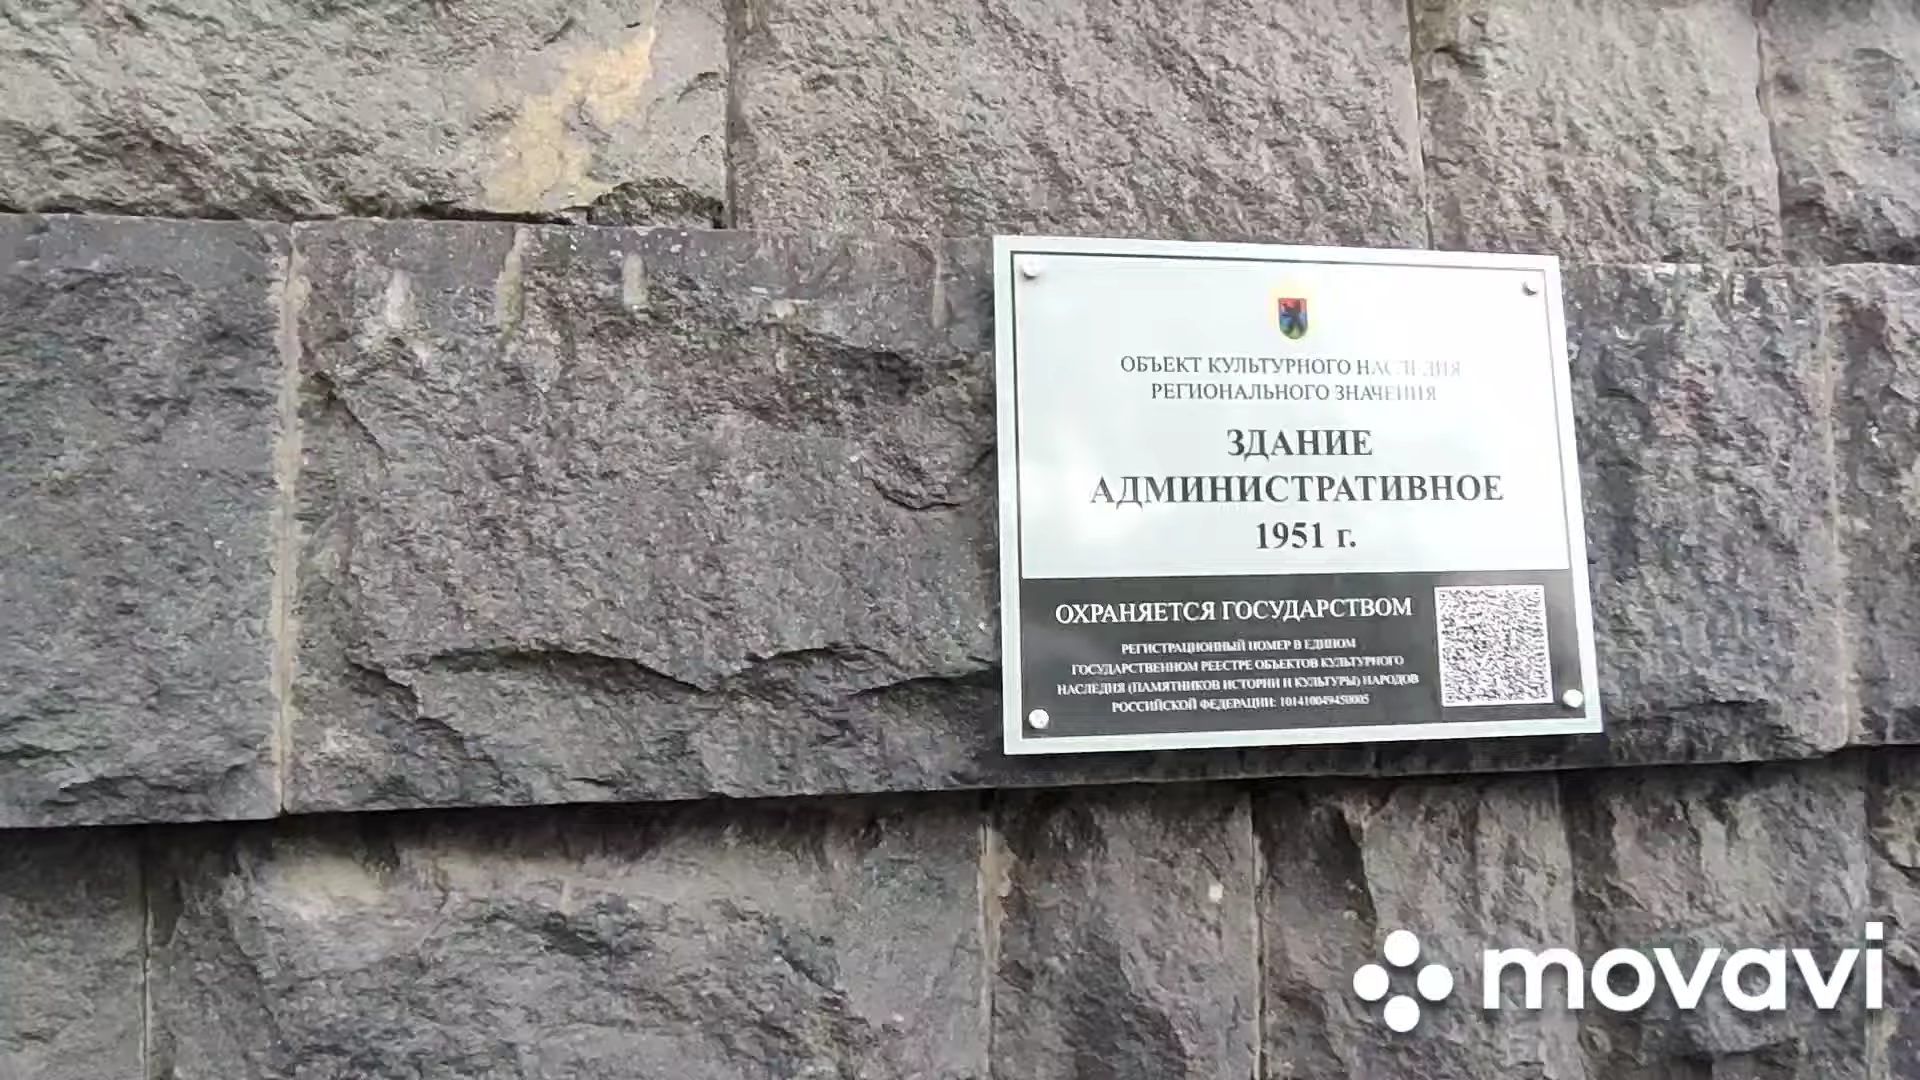 ОБЪЕКТ КУЛЬТУРНОГО НАСЛЕДИЯ
РЕГИОНАЛЬНОГО ЗНАЧЕНИЯ
ЗДАНИЕ
АДМИНИСТРАТИВНОЕ
1951 г.
ОХРАНЯЕТСЯ ГОСУДАРСТВОМ
РЕГИСТРАЦИОННЫЙ НОМЕР В ЕДИНОМ
ГОСУДАРСТВЕННОМ РЕЕСТРЕ ОБЪЕКТОВ КУЛЬТУРНОГО
НАСЛЕДИЯ (ПАМЯТНИКОВ ИСТОРИИ И КУЛЬТУРЫ) НАРОДОВ
РОССИЙСКОЙ ФЕДЕРАЦИИ: 101410049450005
movavi